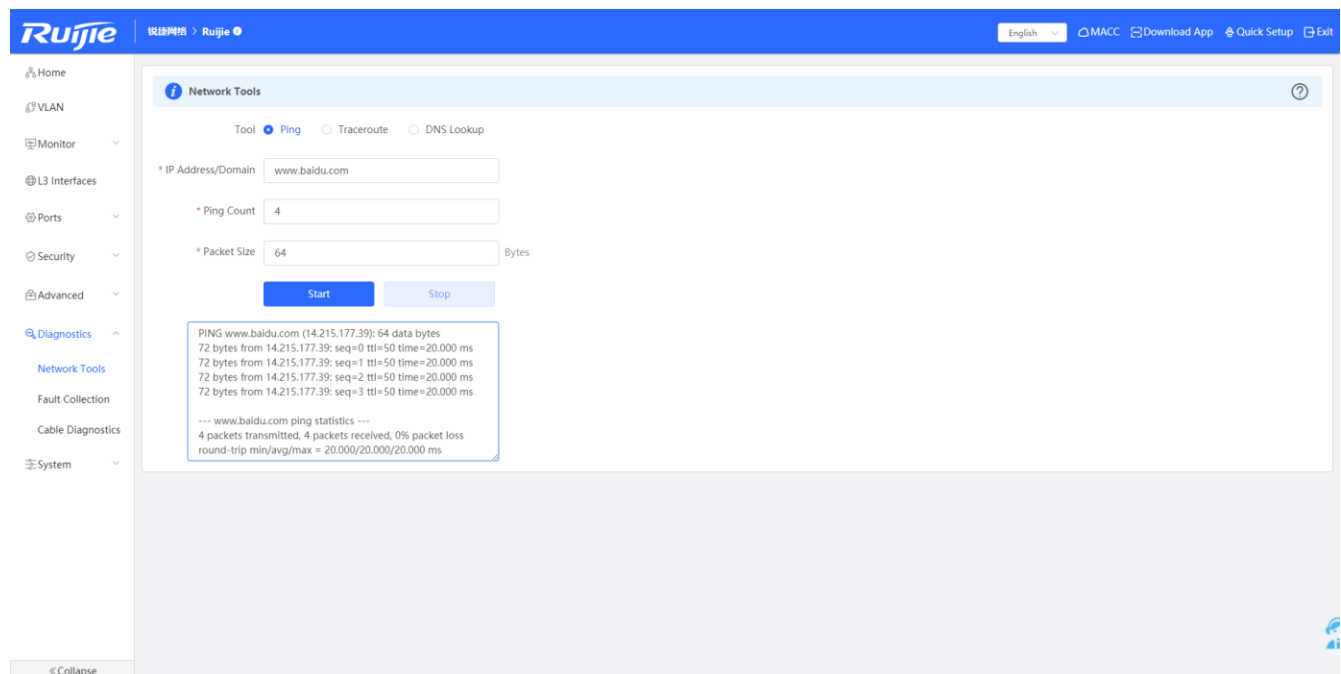 Ruijie
锐捷网络 > Ruijie
English
MACC
Download App
Quick Setup
Exit
Home
VLAN
Monitor
L3 Interfaces
Ports
Security
Advanced
Diagnostics
Network Tools
Fault Collection
Cable Diagnostics
System
«Collapse
Network Tools
Tool Ping Traceroute DNS Lookup
* IP Address/Domain www.baidu.com
* Ping Count 4
* Packet Size 64 Bytes
Start Stop
PING www.baidu.com (14.215.177.39): 64 data bytes
72 bytes from 14.215.177.39: seq=0 ttl=50 time=20.000 ms
72 bytes from 14.215.177.39: seq=1 ttl=50 time=20.000 ms
72 bytes from 14.215.177.39: seq=2 ttl=50 time=20.000 ms
72 bytes from 14.215.177.39: seq=3 ttl=50 time=20.000 ms
--- www.baidu.com ping statistics ---
4 packets transmitted, 4 packets received, 0% packet loss
round-trip min/avg/max = 20.000/20.000/20.000 ms